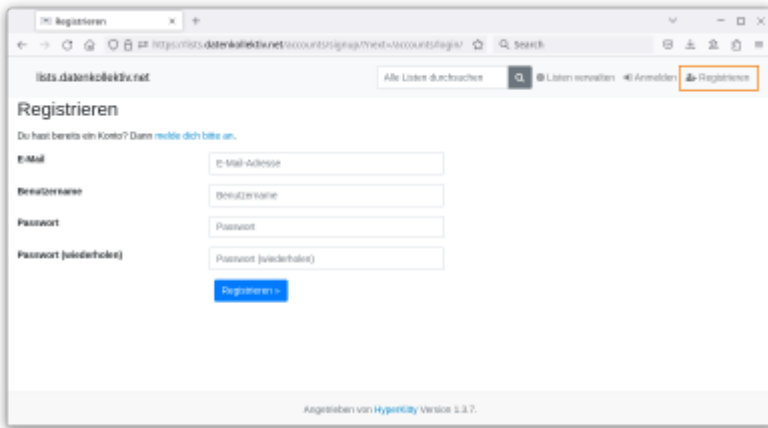 Registrieren
https://lists.datenkollektiv.net/accounts/signup/?next=/accounts/login/
Search
lists.datenkollektiv.net
Alle Listen durchsuchen
Listen verwalten
Anmelden
Registrieren
Registrieren
Du hast bereits ein Konto? Dann melde dich bitte an.
E-Mail
E-Mail-Adresse
Benutzername
Benutzername
Passwort
Passwort
Passwort (wiederholen)
Passwort (wiederholen)
Registrieren »
Angetrieben von HyperKitty Version 1.3.7.